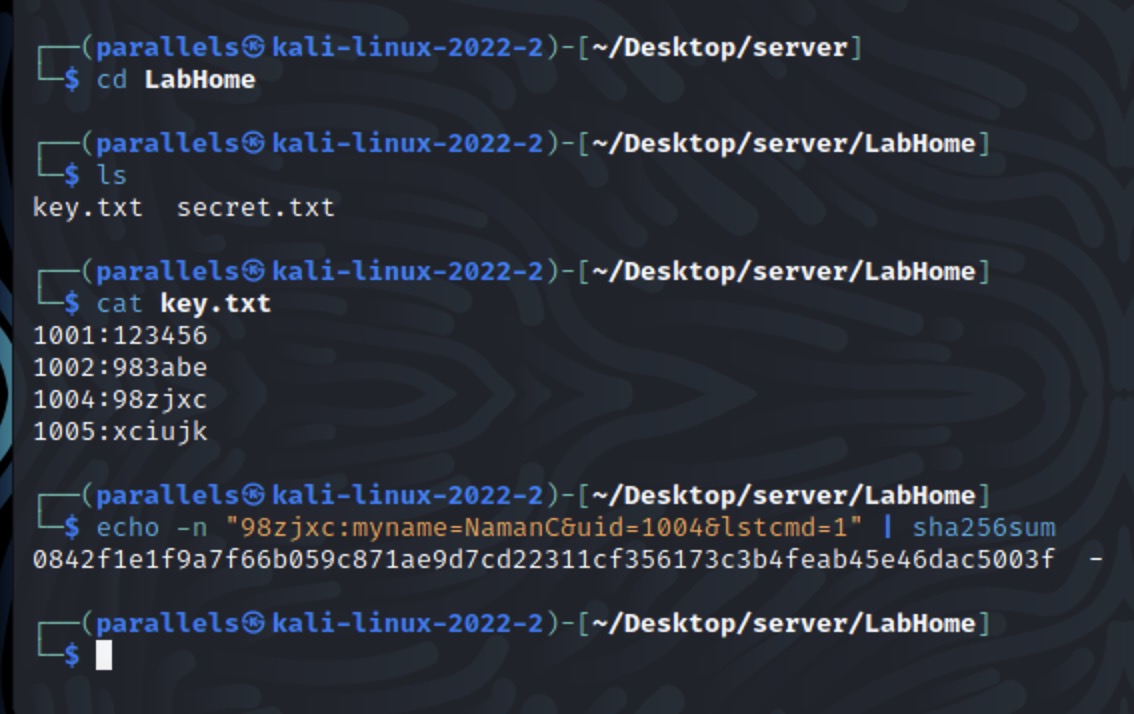 ┌──(parallels㉿kali-linux-2022-2)-[~/Desktop/server]
└─$ cd LabHome
┌──(parallels㉿kali-linux-2022-2)-[~/Desktop/server/LabHome]
└─$ ls
key.txt  secret.txt
┌──(parallels㉿kali-linux-2022-2)-[~/Desktop/server/LabHome]
└─$ cat key.txt
1001:123456
1002:983abe
1004:98zjxc
1005:xciujk
┌──(parallels㉿kali-linux-2022-2)-[~/Desktop/server/LabHome]
└─$ echo -n "98zjxc:myname=NamanC&uid=1004&lstcmd=1" | sha256sum
0842f1e1f9a7f66b059c871ae9d7cd22311cf356173c3b4feab45e46dac5003f  -
┌──(parallels㉿kali-linux-2022-2)-[~/Desktop/server/LabHome]
└─$